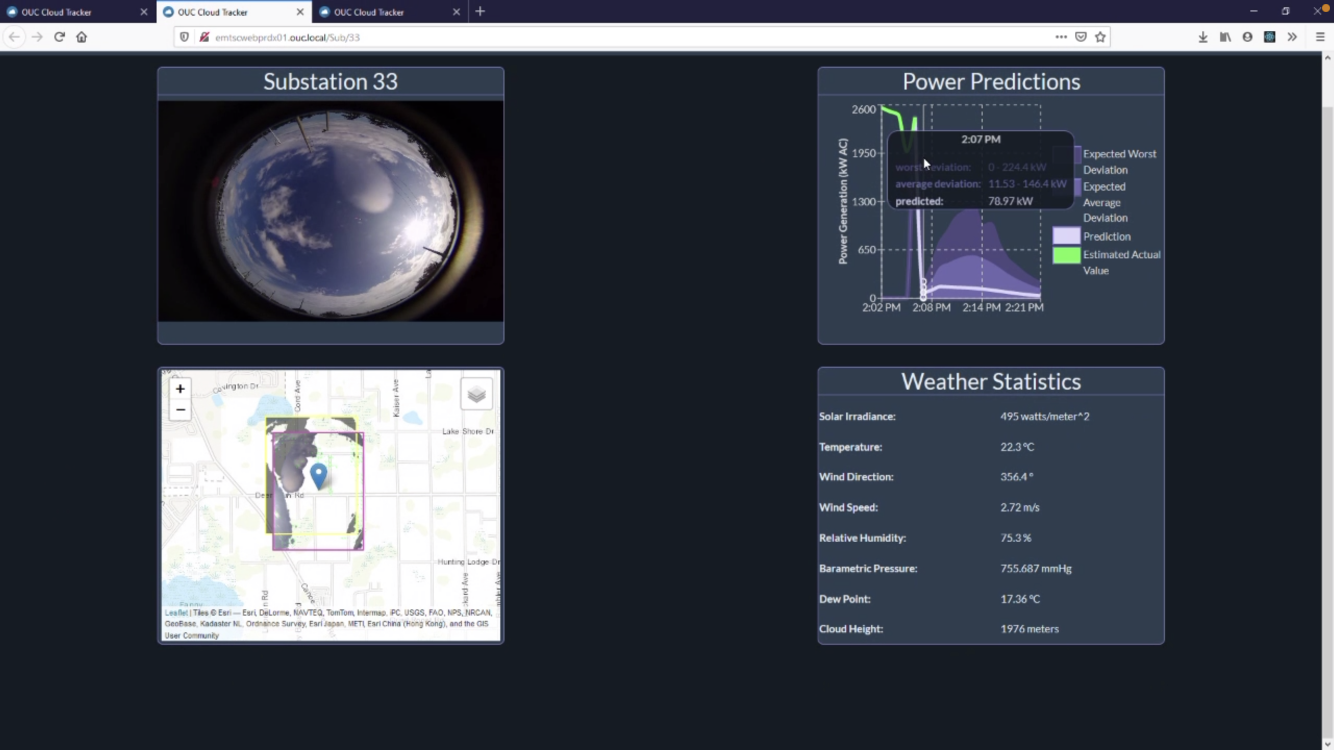 OUC Cloud Tracker
OUC Cloud Tracker
OUC Cloud Tracker
emtscwebprdx01.ouc.local/Sub/33
Substation 33
Power Predictions
Power Generation (kW AC)
2600
1950
1300
650
0
2:02 PM 2:08 PM 2:14 PM 2:21 PM
2:07 PM
worst deviation: 0 - 224.4 kW
average deviation: 11.53 - 146.4 kW
predicted: 78.97 kW
Expected Worst
Deviation
Expected
Average
Deviation
Prediction
Estimated Actual
Value
+
−
Covington Dr
Cord Ave
Kaiser Ave
Lake Shore Dr
Rd
Hunting Lodge Dr
Leaflet | Tiles © Esri — Esri, DeLorme, NAVTEQ, TomTom, Intermap, iPC, USGS, FAO, NPS, NRCAN,
GeoBase, Kadaster NL, Ordnance Survey, Esri Japan, METI, Esri China (Hong Kong), and the GIS
User Community
Weather Statistics
Solar Irradiance: 495 watts/meter^2
Temperature: 22.3 °C
Wind Direction: 356.4 °
Wind Speed: 2.72 m/s
Relative Humidity: 75.3 %
Barametric Pressure: 755.687 mmHg
Dew Point: 17.36 °C
Cloud Height: 1976 meters